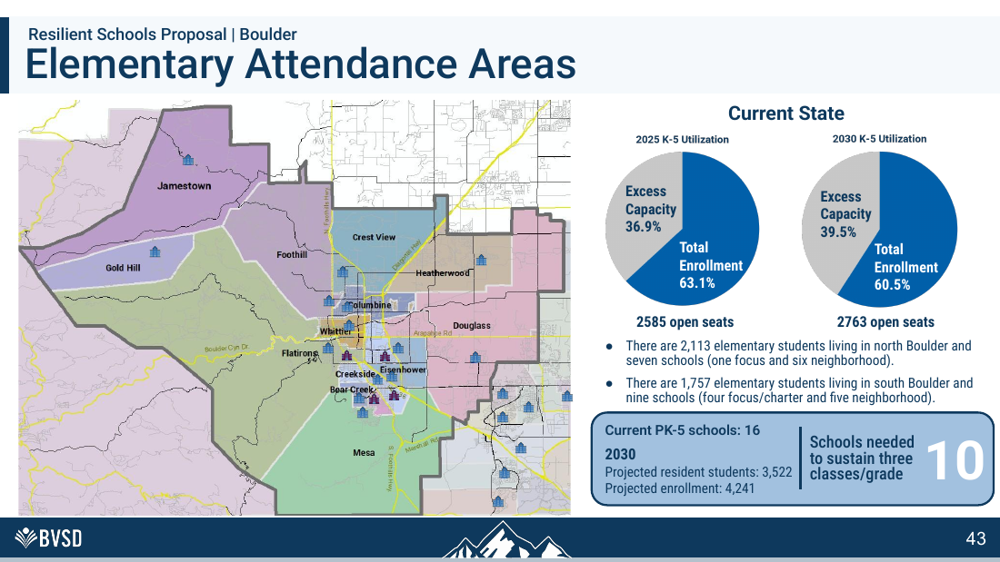 Resilient Schools Proposal | Boulder
Elementary Attendance Areas
Jamestown
Gold Hill
Foothill
N. Foothills Hwy
Crest View
Diagonal Hwy
Heatherwood
Columbine
Whittier
Arapahoe Rd
Douglass
Boulder Cyn Dr.
Flatirons
Creekside
Eisenhower
Bear Creek
Mesa
S. Foothills Hwy
Marshall Rd
Current State
2025 K-5 Utilization
Excess
Capacity
36.9%
Total
Enrollment
63.1%
2585 open seats
2030 K-5 Utilization
Excess
Capacity
39.5%
Total
Enrollment
60.5%
2763 open seats
● There are 2,113 elementary students living in north Boulder and
seven schools (one focus and six neighborhood).
● There are 1,757 elementary students living in south Boulder and
nine schools (four focus/charter and five neighborhood).
Current PK-5 schools: 16
2030
Projected resident students: 3,522
Projected enrollment: 4,241
Schools needed
to sustain three
classes/grade
10
BVSD
43